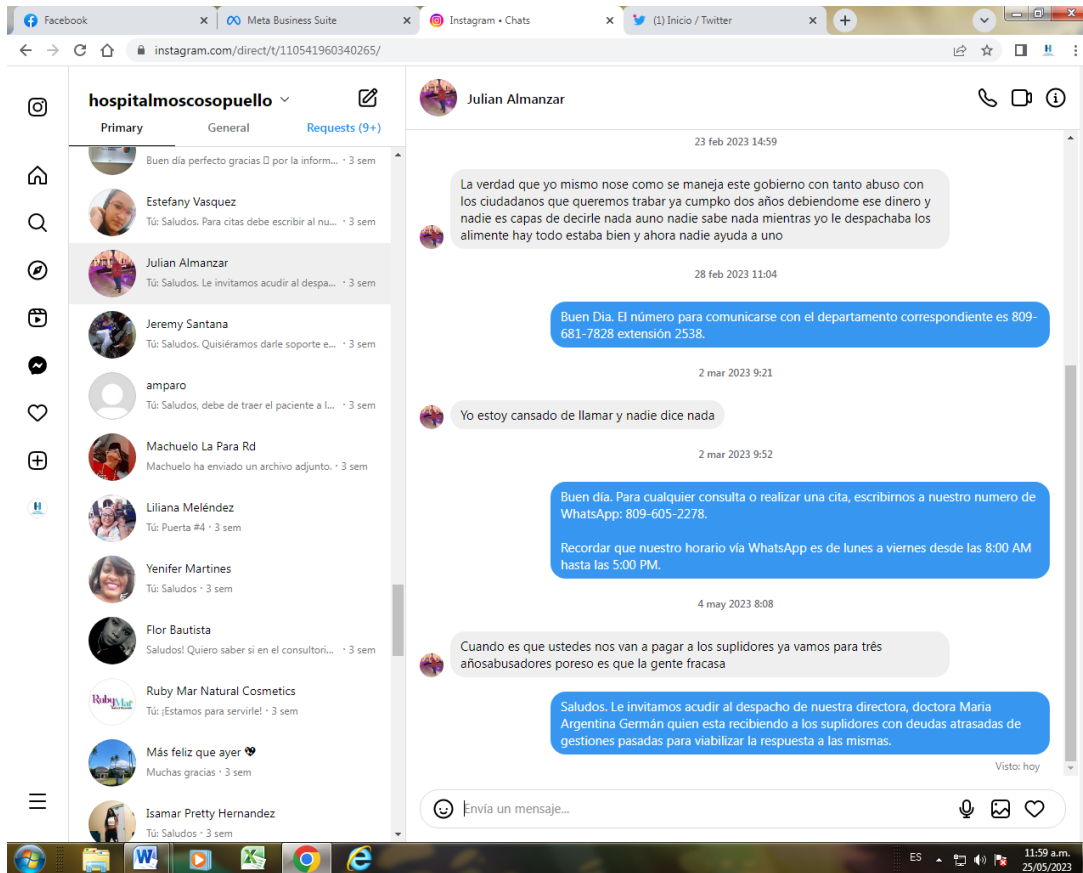 Facebook
Meta Business Suite
Instagram • Chats
(1) Inicio / Twitter
instagram.com/direct/t/110541960340265/
hospitalmoscosopuello
Primary
General
Requests (9+)
Buen día perfecto gracias por la inform... · 3 sem
Estefany Vasquez
Tú: Saludos. Para citas debe escribir al nu... · 3 sem
Julian Almanzar
Tú: Saludos. Le invitamos acudir al despa... · 3 sem
Jeremy Santana
Tú: Saludos. Quisiéramos darle soporte e... · 3 sem
amparo
Tú: Saludos, debe de traer el paciente a l... · 3 sem
Machuelo La Para Rd
Machuelo ha enviado un archivo adjunto. · 3 sem
Liliana Meléndez
Tú: Puerta #4 · 3 sem
Yenifer Martines
Tú: Saludos · 3 sem
Flor Bautista
Saludos! Quiero saber si en el consultori... · 3 sem
Ruby Mar
Ruby Mar Natural Cosmetics
Tú: ¡Estamos para servirle! · 3 sem
Más feliz que ayer
Muchas gracias · 3 sem
Isamar Pretty Hernandez
Tú: Saludos · 3 sem
Julian Almanzar
23 feb 2023 14:59
La verdad que yo mismo nose como se maneja este gobierno con tanto abuso con
los ciudadanos que queremos trabar ya cumpko dos años debiendome ese dinero y
nadie es capas de decirle nada auno nadie sabe nada mientras yo le despachaba los
alimente hay todo estaba bien y ahora nadie ayuda a uno
28 feb 2023 11:04
Buen Dia. El número para comunicarse con el departamento correspondiente es 809-
681-7828 extensión 2538.
2 mar 2023 9:21
Yo estoy cansado de llamar y nadie dice nada
2 mar 2023 9:52
Buen día. Para cualquier consulta o realizar una cita, escribirnos a nuestro numero de
WhatsApp: 809-605-2278.
Recordar que nuestro horario vía WhatsApp es de lunes a viernes desde las 8:00 AM
hasta las 5:00 PM.
4 may 2023 8:08
Cuando es que ustedes nos van a pagar a los suplidores ya vamos para três
añosabusadores poreso es que la gente fracasa
Saludos. Le invitamos acudir al despacho de nuestra directora, doctora Maria
Argentina Germán quien esta recibiendo a los suplidores con deudas atrasadas de
gestiones pasadas para viabilizar la respuesta a las mismas.
Visto: hoy
Envía un mensaje...
ES
11:59 a.m.
25/05/2023